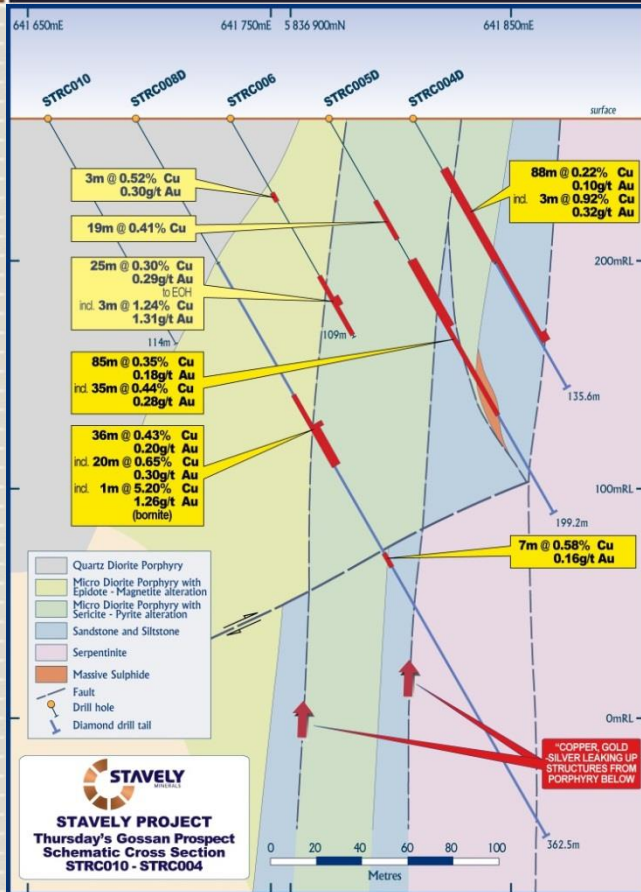 641 650mE
641 750mE 5 836 900mN
641 850mE
STRC010
STRC008D
STRC006
STRC005D
STRC004D
surface
3m @ 0.52% Cu
0.30g/t Au
19m @ 0.41% Cu
25m @ 0.30% Cu
0.29g/t Au
to EOH
incl. 3m @ 1.24% Cu
1.31g/t Au
88m @ 0.22% Cu
0.10g/t Au
incl. 3m @ 0.92% Cu
0.32g/t Au
200mRL
114m
109m
85m @ 0.35% Cu
0.18g/t Au
incl. 35m @ 0.44% Cu
0.28g/t Au
135.6m
36m @ 0.43% Cu
0.20g/t Au
incl. 20m @ 0.65% Cu
0.30g/t Au
incl. 1m @ 5.20% Cu
1.26g/t Au
(bornite)
100mRL
199.2m
7m @ 0.58% Cu
0.16g/t Au
Quartz Diorite Porphyry
Micro Diorite Porphyry with
Epidote - Magnetite alteration
Micro Diorite Porphyry with
Sericite - Pyrite alteration
Sandstone and Siltstone
Serpentinite
Massive Sulphide
Fault
Drill hole
Diamond drill tail
0mRL
"COPPER, GOLD
-SILVER LEAKING UP
STRUCTURES FROM
PORPHYRY BELOW
STAVELY
MINERALS
STAVELY PROJECT
Thursday's Gossan Prospect
Schematic Cross Section
STRC010 - STRC004
0 20 40 60 80 100
Metres
362.5m